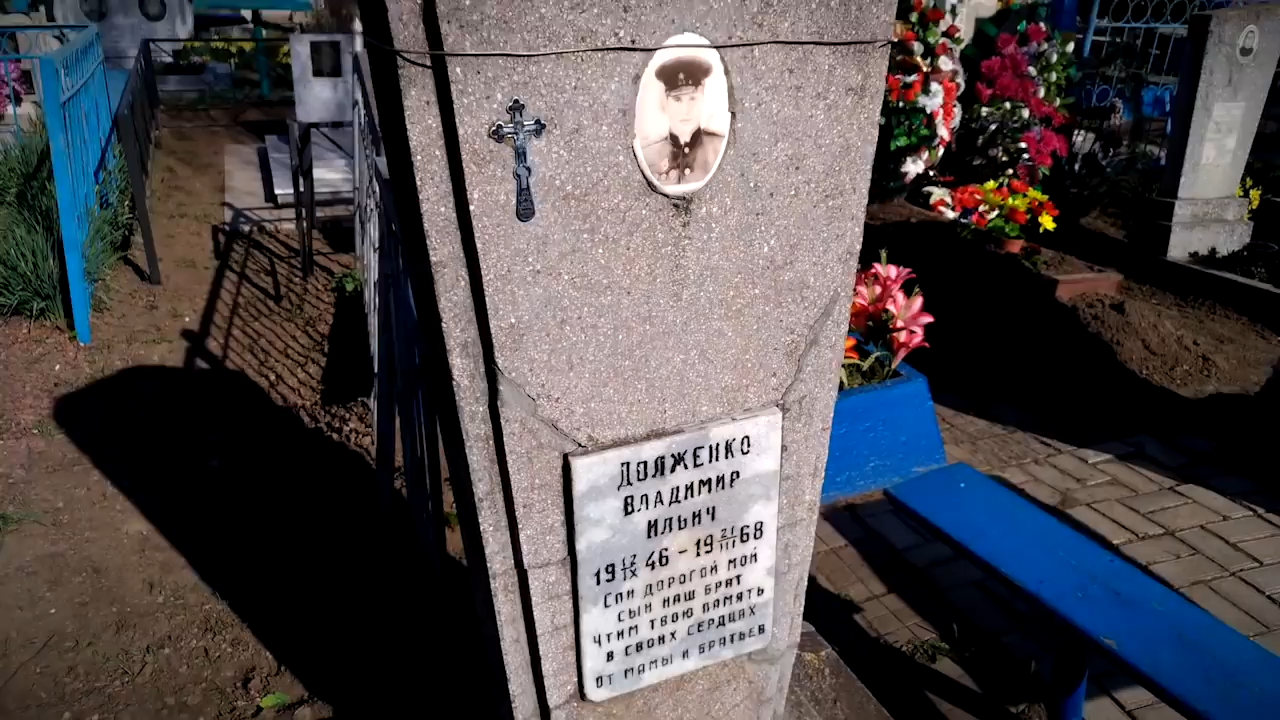 ДОЛЖЕНКО
ВЛАДИМИР
ИЛЬИЧ
19 12/IX 46 - 19 21/III 68
СПИ ДОРОГОЙ МОЙ
СЫН НАШ БРАТ
ЧТИМ ТВОЮ ПАМЯТЬ
В СВОИХ СЕРДЦАХ
ОТ МАМЫ И БРАТЬЕВ